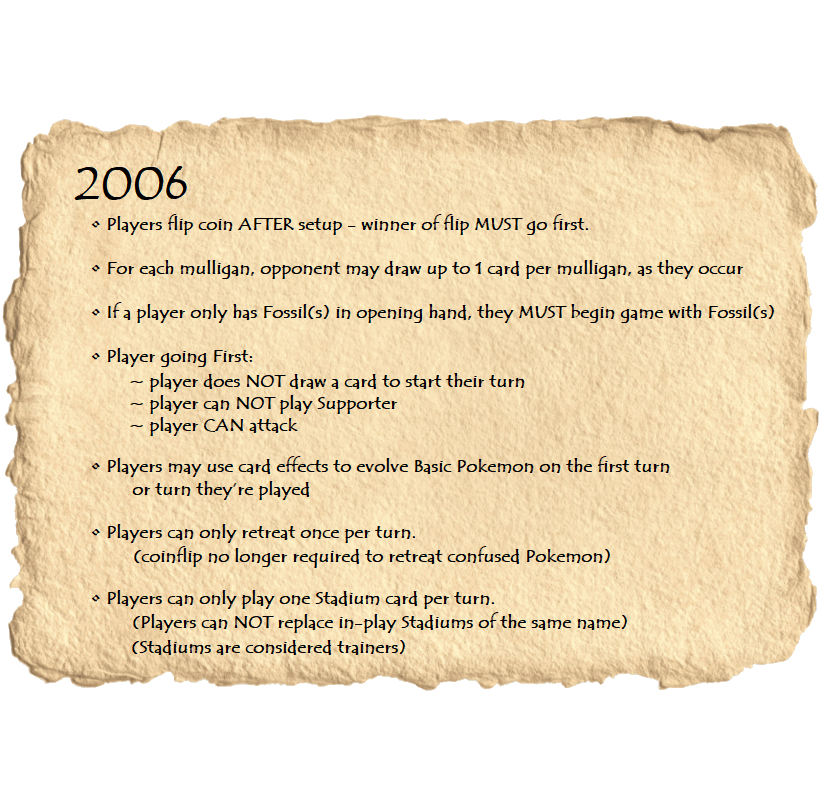 2006
• Players flip coin AFTER setup - winner of flip MUST go first.
• For each mulligan, opponent may draw up to 1 card per mulligan, as they occur
• If a player only has Fossil(s) in opening hand, they MUST begin game with Fossil(s)
• Player going First:
~ player does NOT draw a card to start their turn
~ player can NOT play Supporter
~ player CAN attack
• Players may use card effects to evolve Basic Pokemon on the first turn
or turn they're played
• Players can only retreat once per turn.
(coinflip no longer required to retreat confused Pokemon)
• Players can only play one Stadium card per turn.
(Players can NOT replace in-play Stadiums of the same name)
(Stadiums are considered trainers)